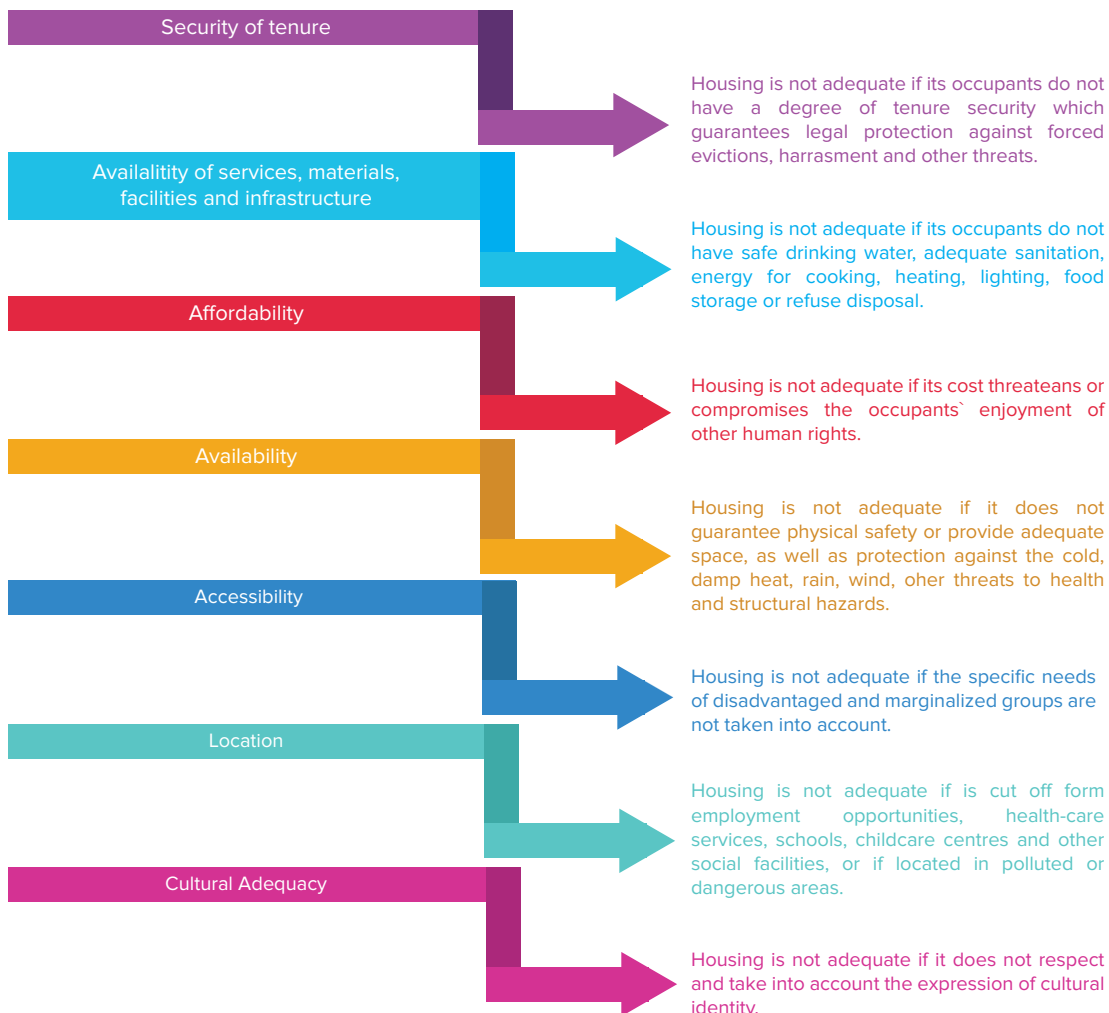 Security of tenure
Housing is not adequate if its occupants do not
have a degree of tenure security which
guarantees legal protection against forced
evictions, harrasment and other threats.
Availaitity of services, materials,
facilities and infrastructure
Housing is not adequate if its occupants do not
have safe drinking water, adequate sanitation,
energy for cooking, heating, lighting, food
storage or refuse disposal.
Affordability
Housing is not adequate if its cost threateans or
compromises the occupants` enjoyment of
other human rights.
Availability
Housing is not adequate if it does not
guarantee physical safety or provide adequate
space, as well as protection against the cold,
damp heat, rain, wind, oher threats to health
and structural hazards.
Accessibility
Housing is not adequate if the specific needs
of disadvantaged and marginalized groups are
not taken into account.
Location
Housing is not adequate if is cut off form
employment opportunities, health-care
services, schools, childcare centres and other
social facilities, or if located in polluted or
dangerous areas.
Cultural Adequacy
Housing is not adequate if it does not respect
and take into account the expression of cultural
identity.